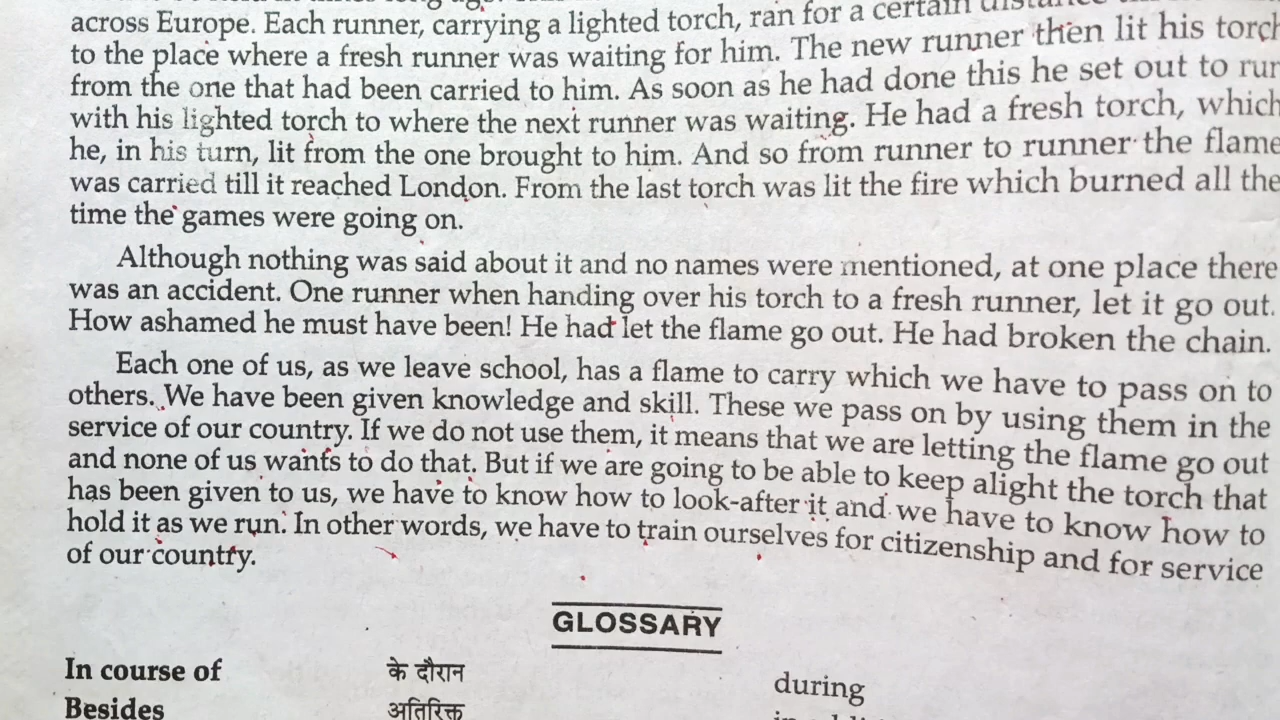 across Europe. Each runner, carrying a lighted torch, ran for a certain
to the place where a fresh runner was waiting for him. The new runner then lit his torch
from the one that had been carried to him. As soon as he had done this he set out to run
with his lighted torch to where the next runner was waiting. He had a fresh torch, which
he, in his turn, lit from the one brought to him. And so from runner to runner the flame
was carried till it reached London. From the last torch was lit the fire which burned all the
time the games were going on.
Although nothing was said about it and no names were mentioned, at one place there
was an accident. One runner when handing over his torch to a fresh runner, let it go out.
How ashamed he must have been! He had let the flame go out. He had broken the chain.
Each one of us, as we leave school, has a flame to carry which we have to pass on to
others. We have been given knowledge and skill. These we pass on by using them in the
service of our country. If we do not use them, it means that we are letting the flame go out
and none of us wants to do that. But if we are going to be able to keep alight the torch that
has been given to us, we have to know how to look-after it and we have to know how to
hold it as we run. In other words, we have to train ourselves for citizenship and for service
of our country.
GLOSSARY
In course of के दौरान during
Besides अतिरिक्त